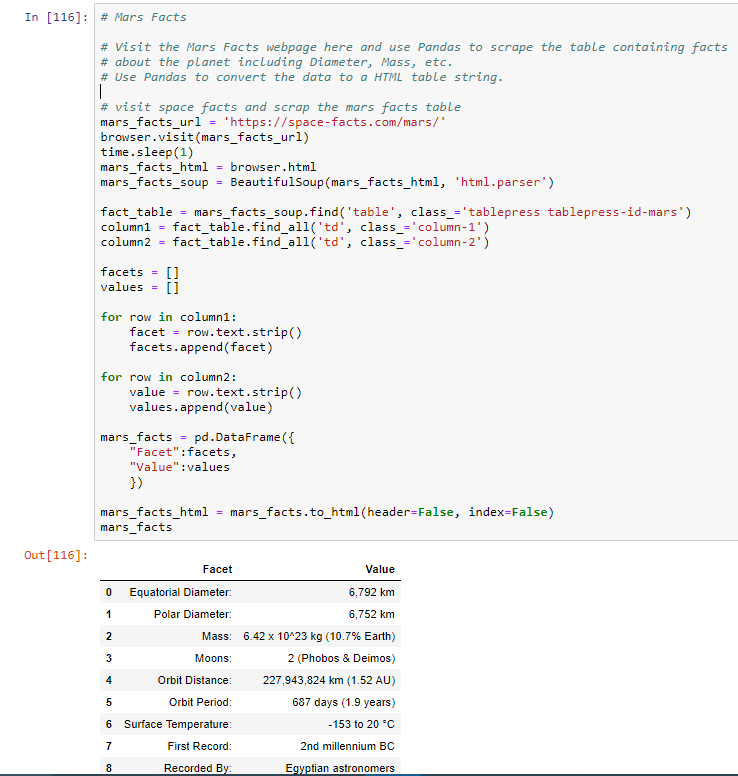 In [116]: # Mars Facts
# Visit the Mars Facts webpage here and use Pandas to scrape the table containing facts
# about the planet including Diameter, Mass, etc.
# Use Pandas to convert the data to a HTML table string.
# visit space facts and scrap the mars facts table
mars_facts_url = 'https://space-facts.com/mars/'
browser.visit(mars_facts_url)
time.sleep(1)
mars_facts_html = browser.html
mars_facts_soup = BeautifulSoup(mars_facts_html, 'html.parser')
fact_table = mars_facts_soup.find('table', class_='tablepress tablepress-id-mars')
column1 = fact_table.find_all('td', class_='column-1')
column2 = fact_table.find_all('td', class_='column-2')
facets = []
values = []
for row in column1:
    facet = row.text.strip()
    facets.append(facet)
for row in column2:
    value = row.text.strip()
    values.append(value)
mars_facts = pd.DataFrame({
    "Facet":facets,
    "Value":values
    })
mars_facts_html = mars_facts.to_html(header=False, index=False)
mars_facts
Out[116]:
Facet Value
0 Equatorial Diameter: 6,792 km
1 Polar Diameter: 6,752 km
2 Mass: 6.42 x 10^23 kg (10.7% Earth)
3 Moons: 2 (Phobos & Deimos)
4 Orbit Distance: 227,943,824 km (1.52 AU)
5 Orbit Period: 687 days (1.9 years)
6 Surface Temperature: -153 to 20 °C
7 First Record: 2nd millennium BC
8 Recorded By: Egyptian astronomers